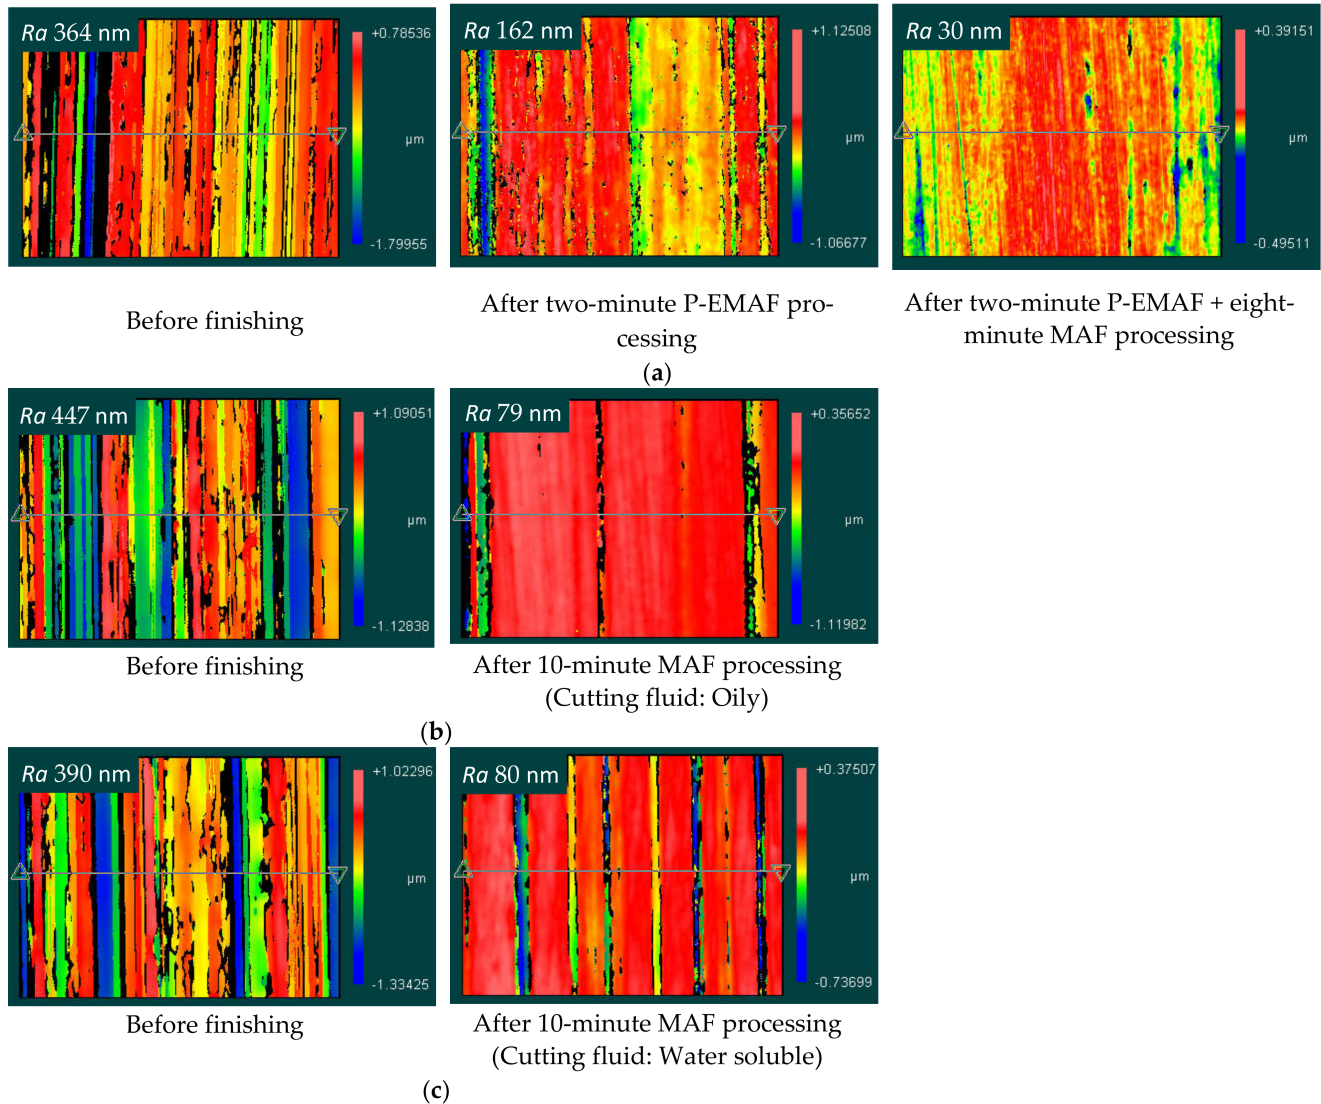 Ra 364 nm
+0.78536
µm
-1.79955
Ra 162 nm
+1.12508
µm
-1.06677
Ra 30 nm
+0.39151
µm
-0.49511
Before finishing
After two-minute P-EMAF pro-
cessing
After two-minute P-EMAF + eight-
minute MAF processing
(a)
Ra 447 nm
+1.09051
µm
-1.12838
Ra 79 nm
+0.35652
µm
-1.11982
Before finishing
After 10-minute MAF processing
(Cutting fluid: Oily)
(b)
Ra 390 nm
+1.02296
µm
-1.33425
Ra 80 nm
+0.37507
µm
-0.73699
Before finishing
After 10-minute MAF processing
(Cutting fluid: Water soluble)
(c)